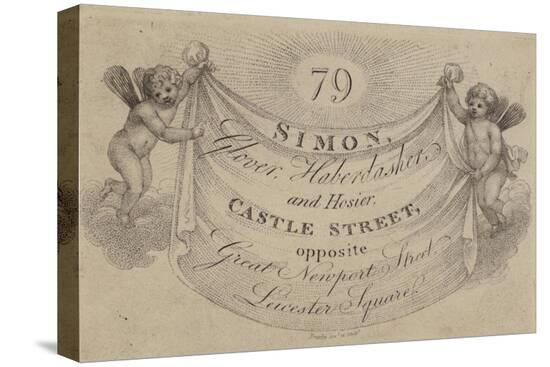 79
SIMON,
Glover, Haberdasher,
and Hosier,
CASTLE STREET,
opposite
Great Newport Street,
Leicester Square.